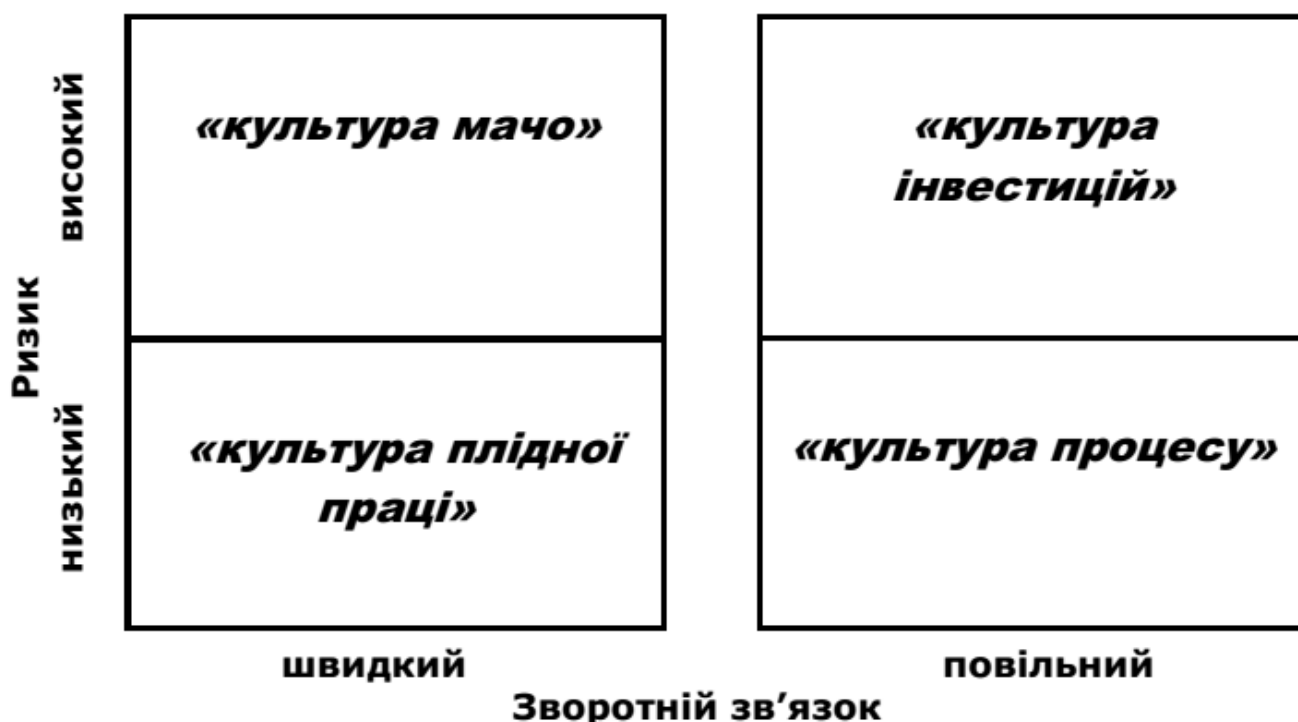 Ризик
високий
низький
«культура мачо»
«культура
інвестицій»
«культура плідної
праці»
«культура процесу»
швидкий
повільний
Зворотній зв’язок